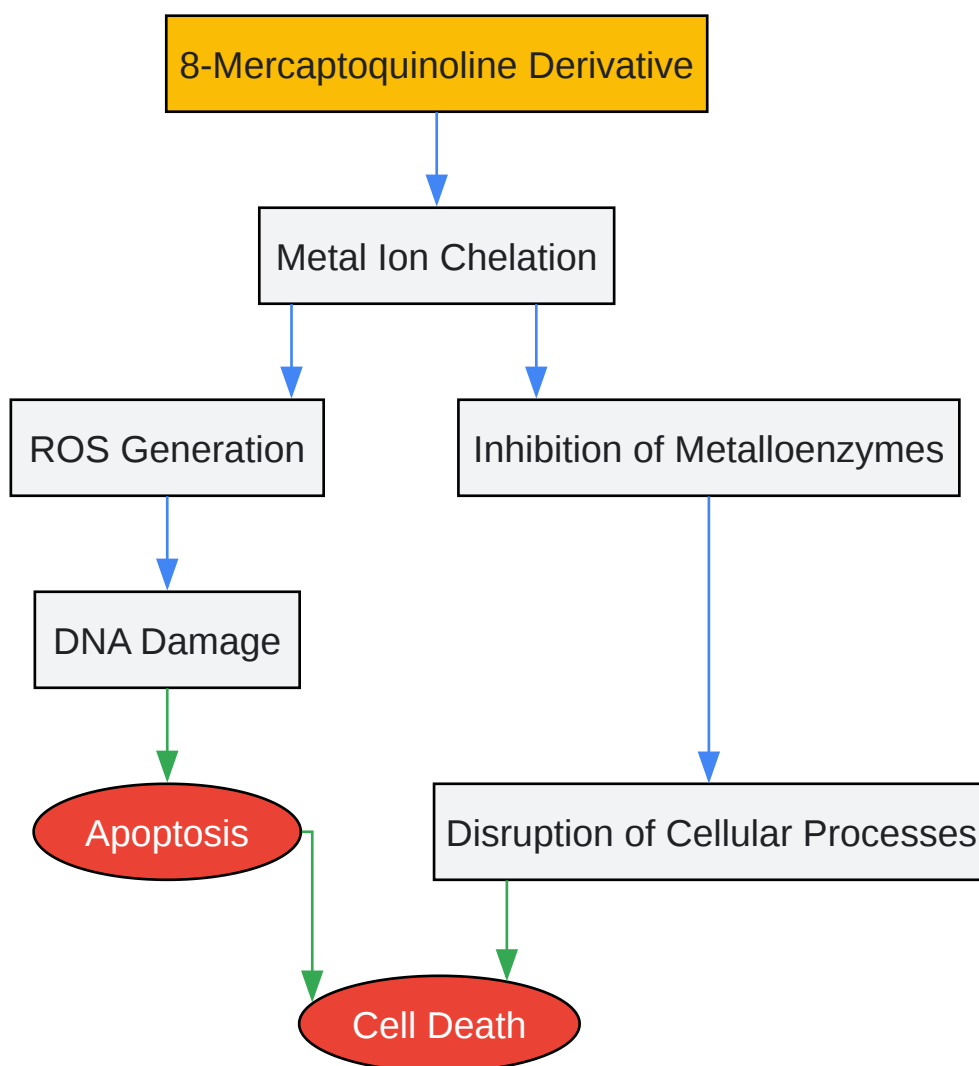 8-Mercaptoquinoline Derivative
Metal Ion Chelation
ROS Generation
Inhibition of Metalloenzymes
DNA Damage
Apoptosis
Disruption of Cellular Processes
Cell Death